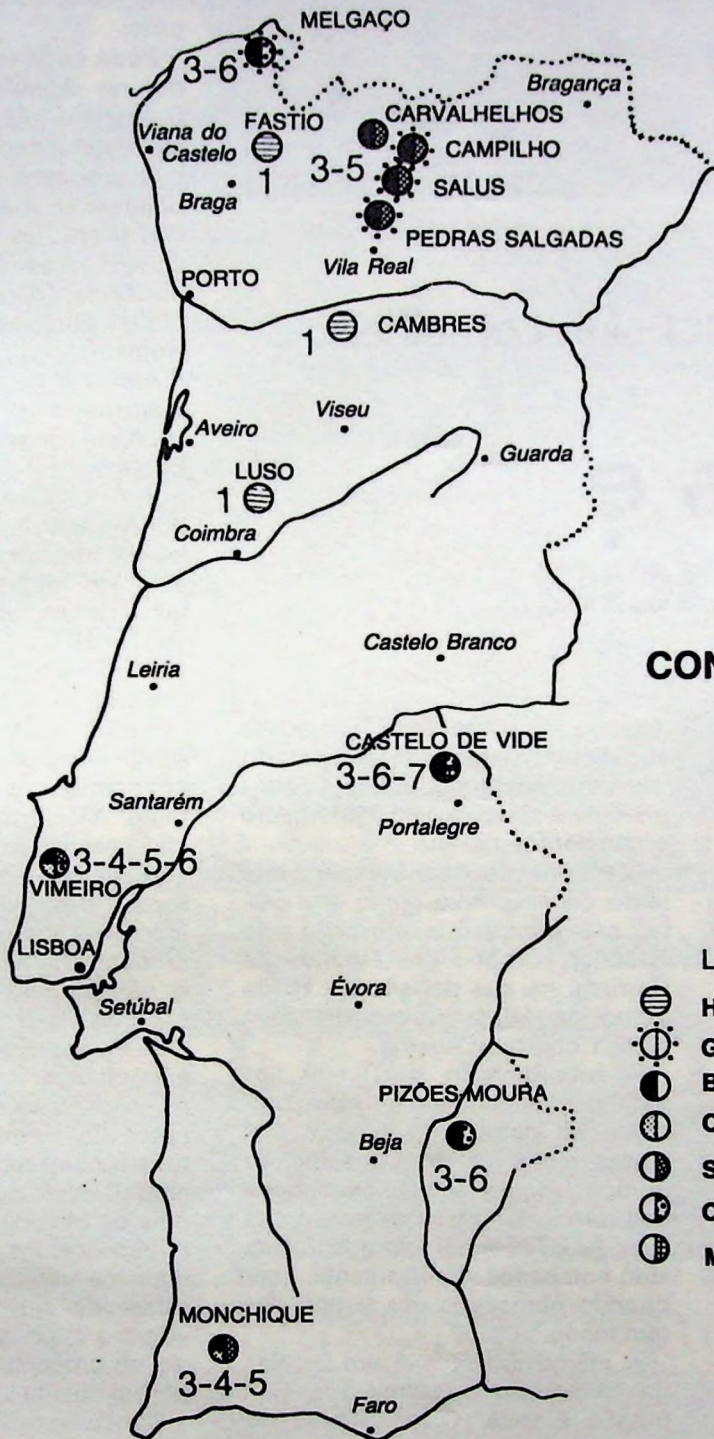 MELGAÇO
3-6
Bragança
FASTIO
CARVALHELHOS
Viana do
Castelo
CAMPILHO
1
3-5
Braga
SALUS
PEDRAS SALGADAS
Vila Real
PORTO
CAMBRES
1
Viseu
Aveiro
Guarda
LUSO
1
Coimbra
Castelo Branco
CON
Leiria
CASTELO DE VIDE
3-6-7
Santarém
Portalegre
3-4-5-6
VIMEIRO
LISBOA
L
Évora
Setúbal
H
G
PIZÕES-MOURA
B
Beja
C
3-6
S
C
M
MONCHIQUE
3-4-5
Faro